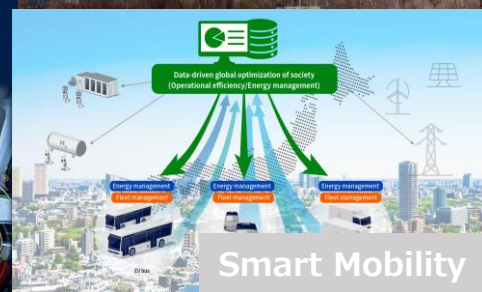 Data-driven global optimization of society
(Operational efficiency/Energy management)
Energy management
Fleet management
Energy management
Fleet management
Energy management
Fleet management
EV bus
Smart Mobility